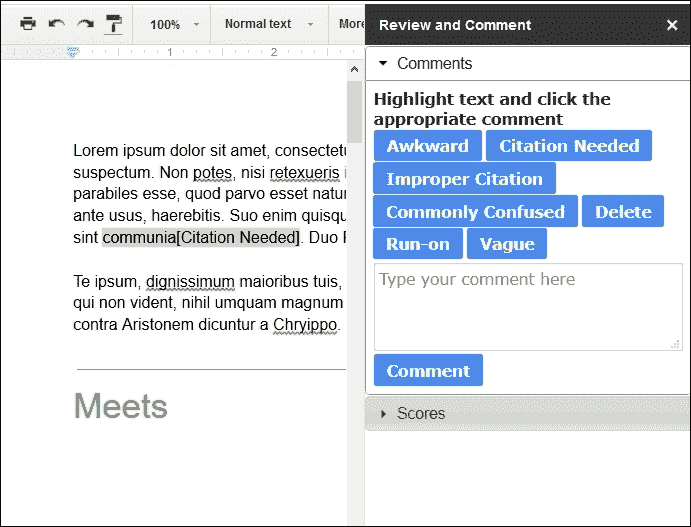 100% Normal text More
1 2
Lorem ipsum dolor sit amet, consectetu
suspectum. Non potes, nisi retexueris i
parabiles esse, quod parvo esset natur
ante usus, haerebitis. Suo enim quisqu
sint communia[Citation Needed]. Duo
Te ipsum, dignissimum maioribus tuis,
qui non vident, nihil umquam magnum
contra Aristonem dicuntur a Chryippo.
Meets
Review and Comment ×
Comments
Highlight text and click the
appropriate comment
Awkward Citation Needed
Improper Citation
Commonly Confused Delete
Run-on Vague
Type your comment here
Comment
Scores